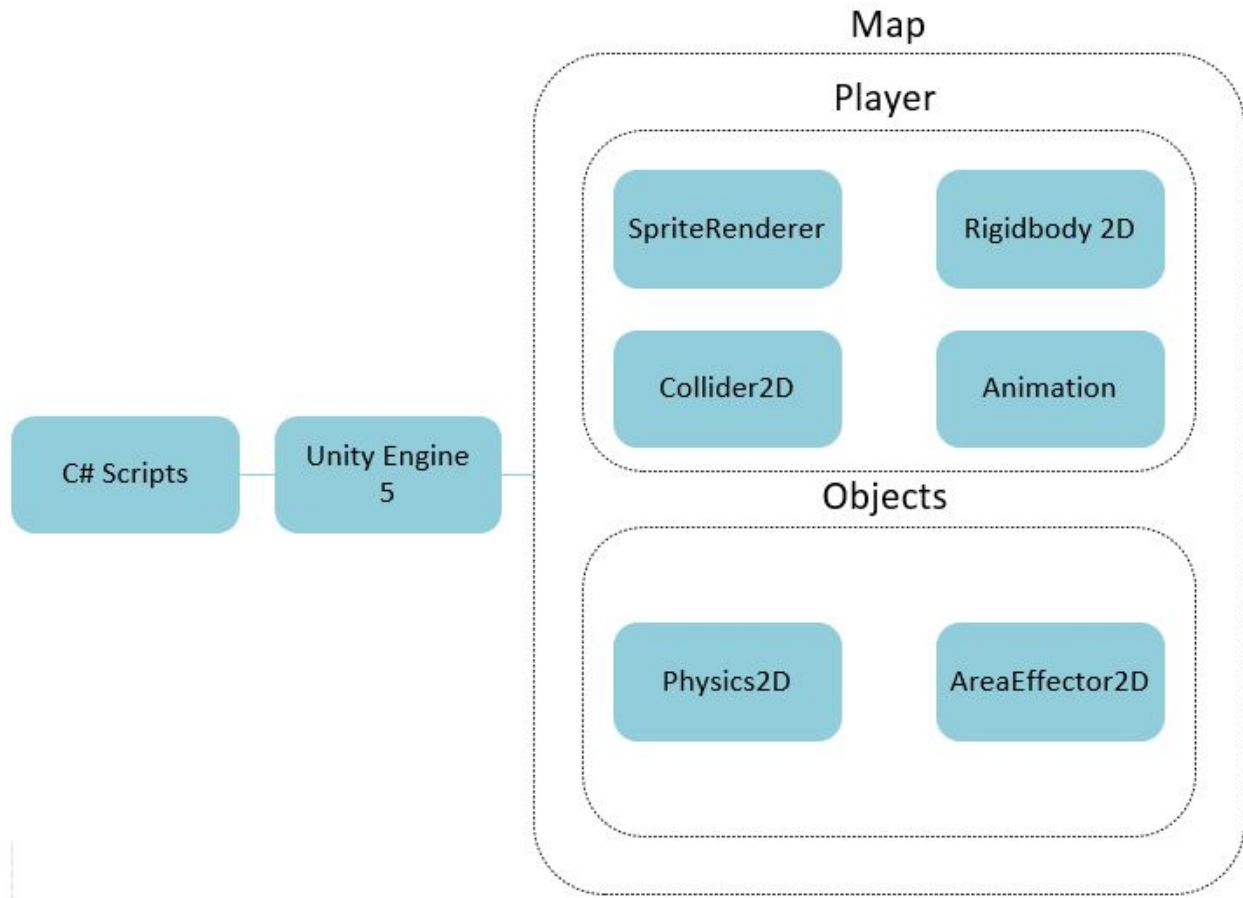 Map
Player
SpriteRenderer
Rigidbody 2D
Collider2D
Animation
C# Scripts
Unity Engine
5
Objects
Physics2D
AreaEffector2D